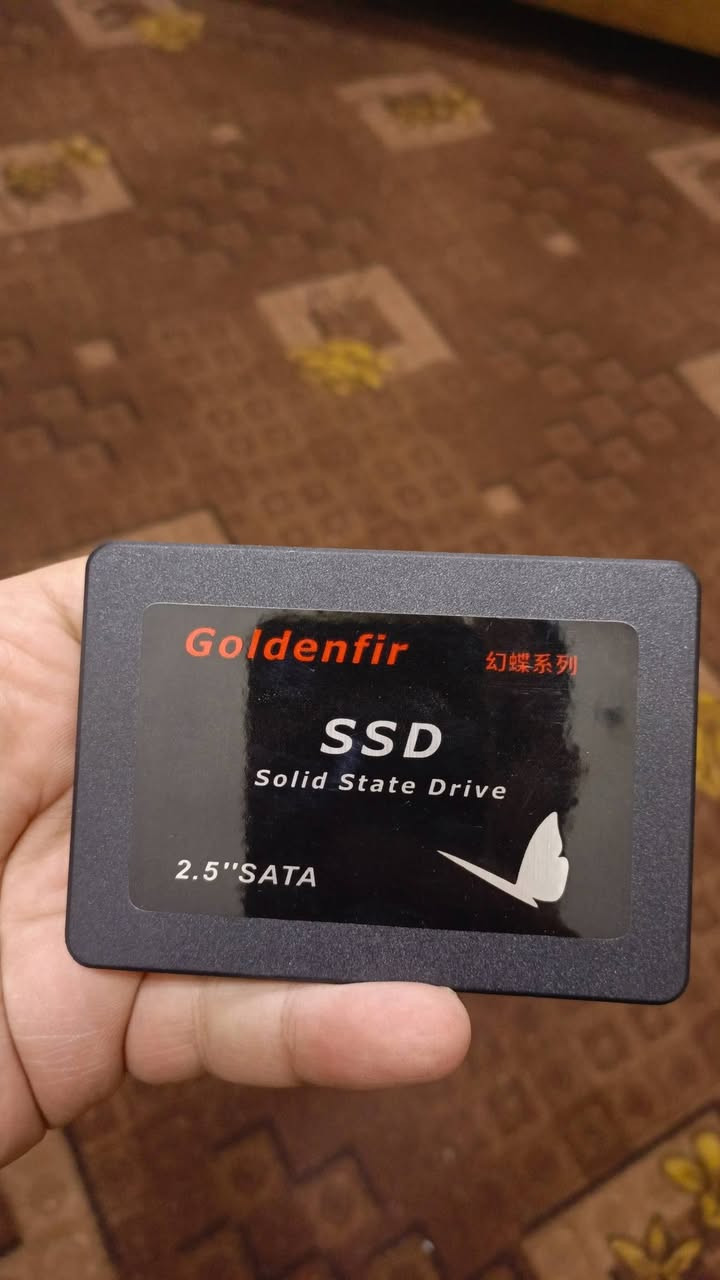 Goldenfir
幻蝶系列
SSD
Solid State Drive
2.5''SATA